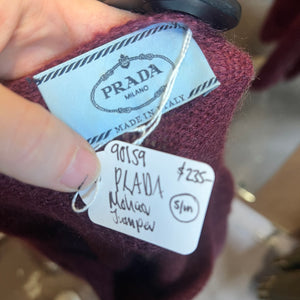 PRADA
MILANO
MADE IN ITALY
90159
$235-
PRADA
Mohair
Jumper
S/M